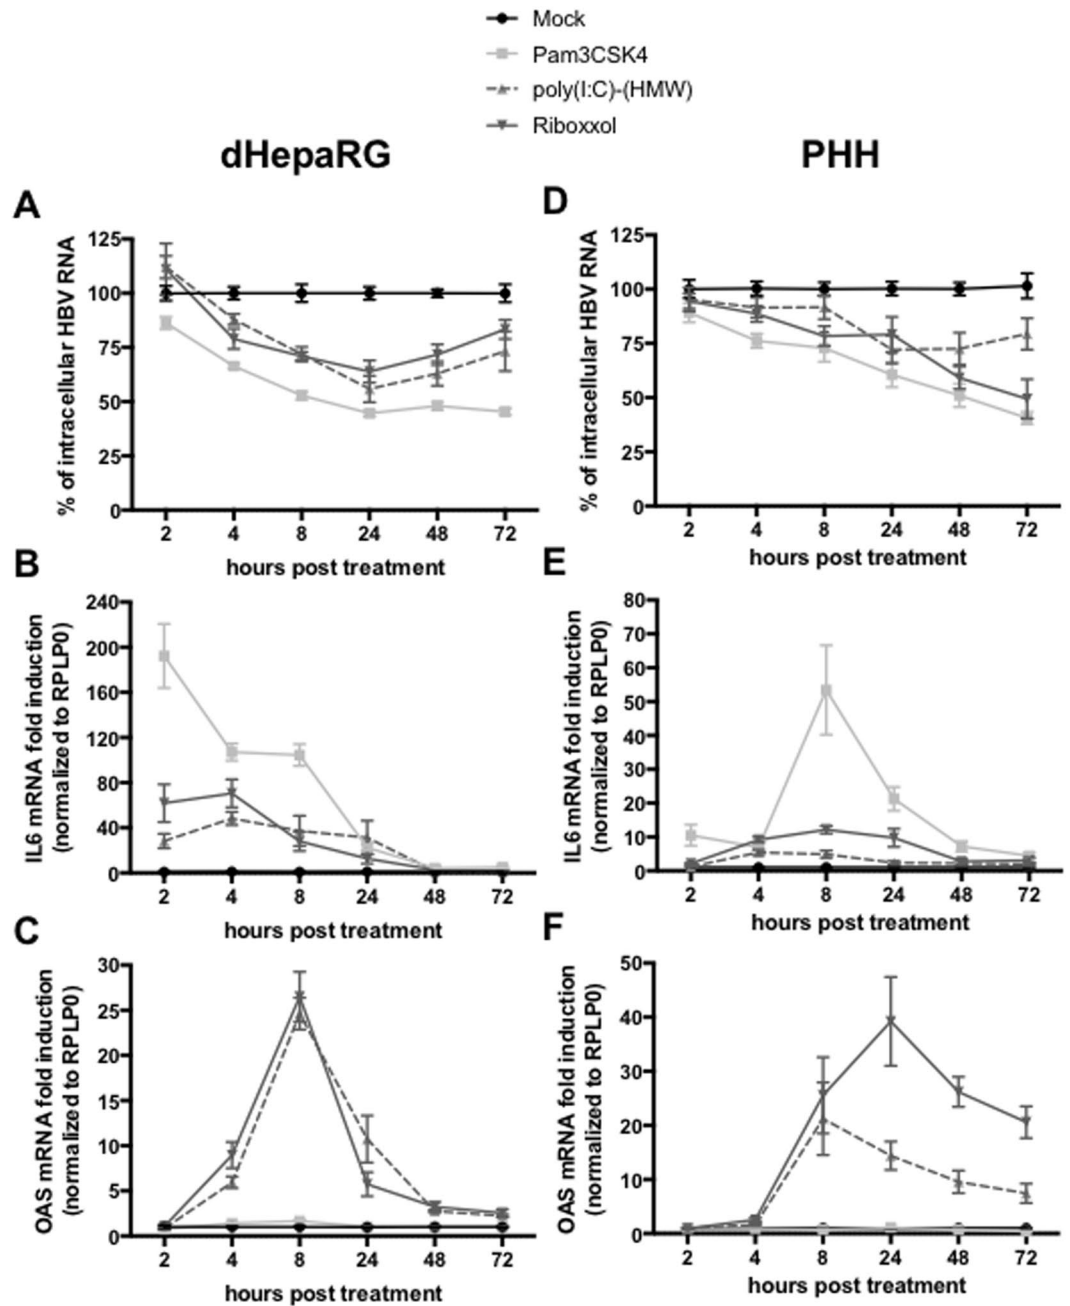 Mock
Pam3CSK4
poly(I:C)-(HMW)
Riboxxol
dHepaRG
PHH
A
% of intracellular HBV RNA
125
100
75
50
25
0
2 4 8 24 48 72
hours post treatment
D
% of intracellular HBV RNA
125
100
75
50
25
0
2 4 8 24 48 72
hours post treatment
B
IL6 mRNA fold induction
(normalized to RPLP0)
240
200
160
120
80
40
0
2 4 8 24 48 72
hours post treatment
E
IL6 mRNA fold induction
(normalized to RPLP0)
80
70
60
50
40
30
20
10
0
2 4 8 24 48 72
hours post treatment
C
OAS mRNA fold induction
(normalized to RPLP0)
30
25
20
15
10
5
0
2 4 8 24 48 72
hours post treatment
F
OAS mRNA fold induction
(normalized to RPLP0)
50
40
30
20
10
0
2 4 8 24 48 72
hours post treatment